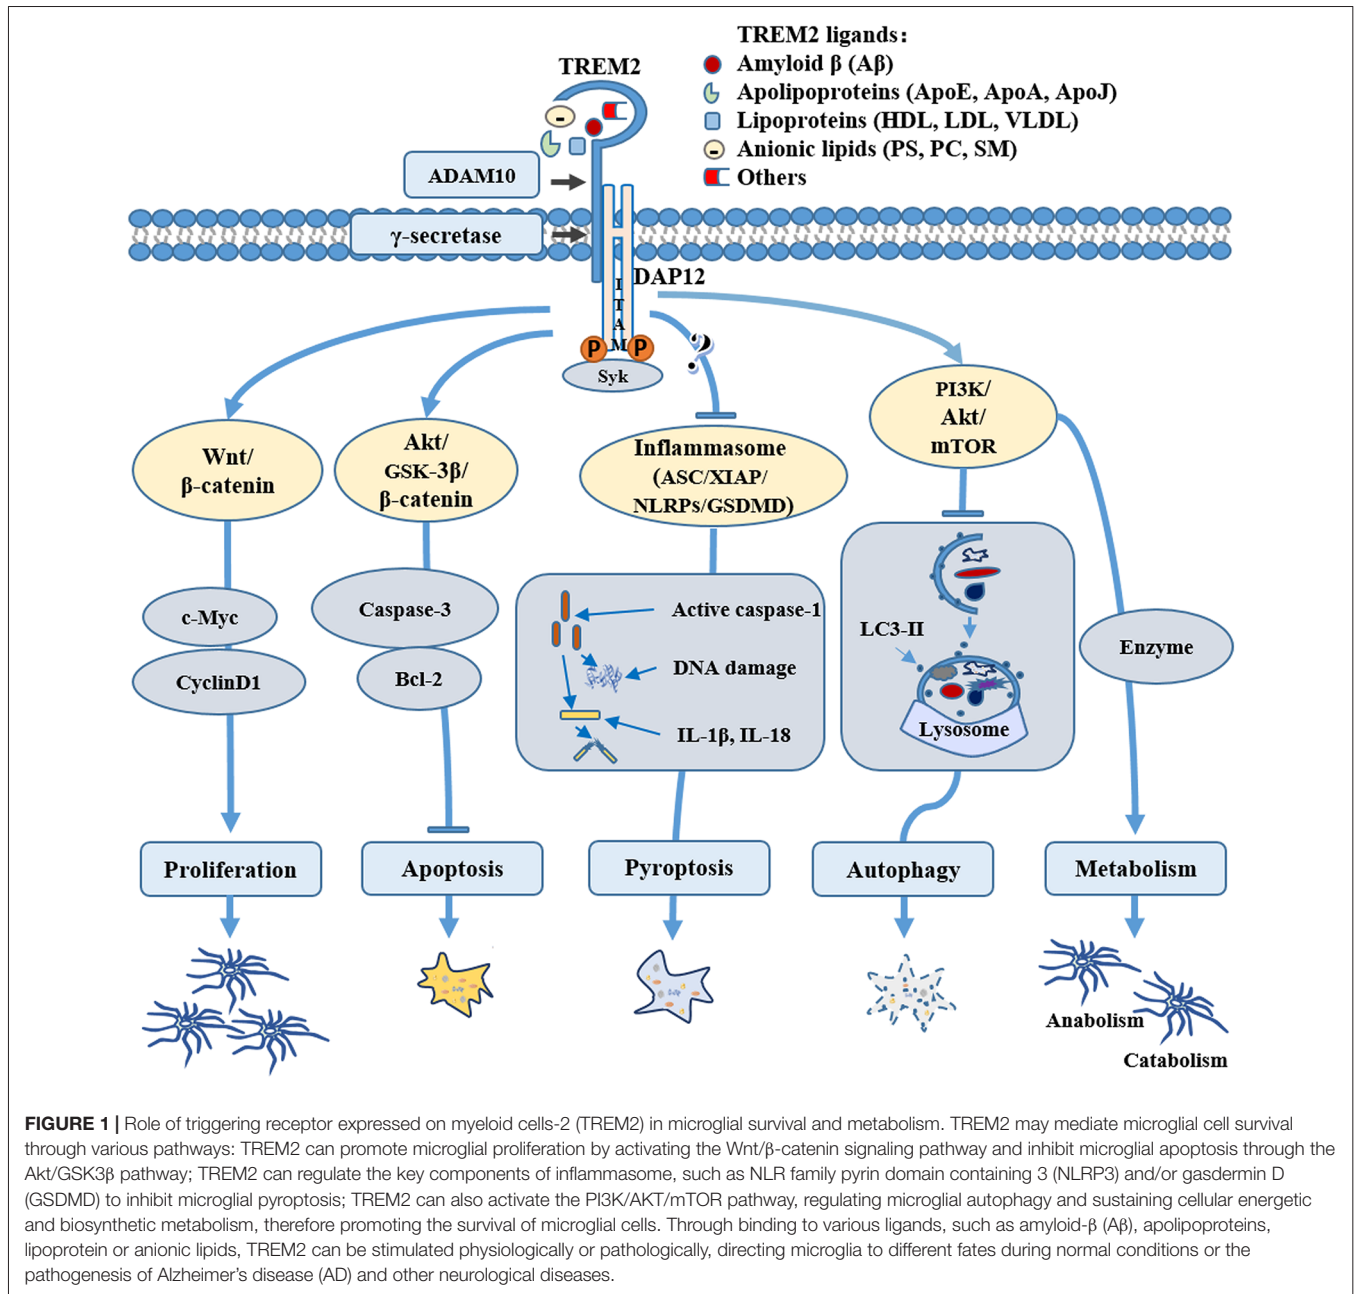 TREM2 ligands:
Amyloid β (Aβ)
Apolipoproteins (ApoE, ApoA, ApoJ)
Lipoproteins (HDL, LDL, VLDL)
Anionic lipids (PS, PC, SM)
Others
TREM2
ADAM10
γ-secretase
DAP12
I
T
A
M
P
P
Syk
?
Wnt/
β-catenin
Akt/
GSK-3β/
β-catenin
Inflammasome
(ASC/XIAP/
NLRPs/GSDMD)
PI3K/
Akt/
mTOR
c-Myc
CyclinD1
Caspase-3
Bcl-2
Active caspase-1
DNA damage
IL-1β, IL-18
LC3-II
Lysosome
Enzyme
Proliferation
Apoptosis
Pyroptosis
Autophagy
Metabolism
Anabolism
Catabolism
FIGURE 1 | Role of triggering receptor expressed on myeloid cells-2 (TREM2) in microglial survival and metabolism. TREM2 may mediate microglial cell survival
through various pathways: TREM2 can promote microglial proliferation by activating the Wnt/β-catenin signaling pathway and inhibit microglial apoptosis through the
Akt/GSK3β pathway; TREM2 can regulate the key components of inflammasome, such as NLR family pyrin domain containing 3 (NLRP3) and/or gasdermin D
(GSDMD) to inhibit microglial pyroptosis; TREM2 can also activate the PI3K/AKT/mTOR pathway, regulating microglial autophagy and sustaining cellular energetic
and biosynthetic metabolism, therefore promoting the survival of microglial cells. Through binding to various ligands, such as amyloid-β (Aβ), apolipoproteins,
lipoprotein or anionic lipids, TREM2 can be stimulated physiologically or pathologically, directing microglia to different fates during normal conditions or the
pathogenesis of Alzheimer's disease (AD) and other neurological diseases.